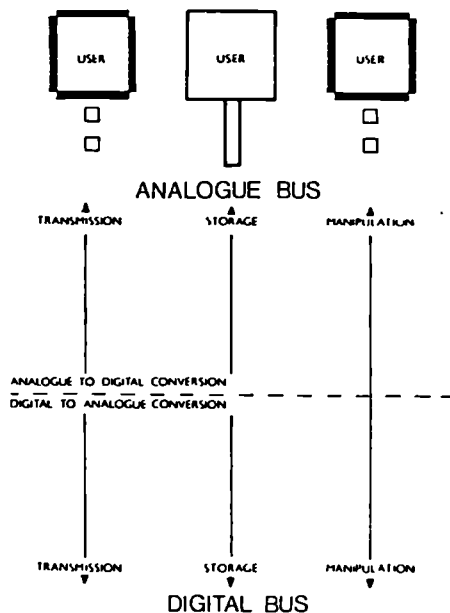 USER USER USER
ANALOGUE BUS
TRANSMISSION STORAGE MANIPULATION
ANALOGUE TO DIGITAL CONVERSION
DIGITAL TO ANALOGUE CONVERSION
TRANSMISSION STORAGE MANIPULATION
DIGITAL BUS